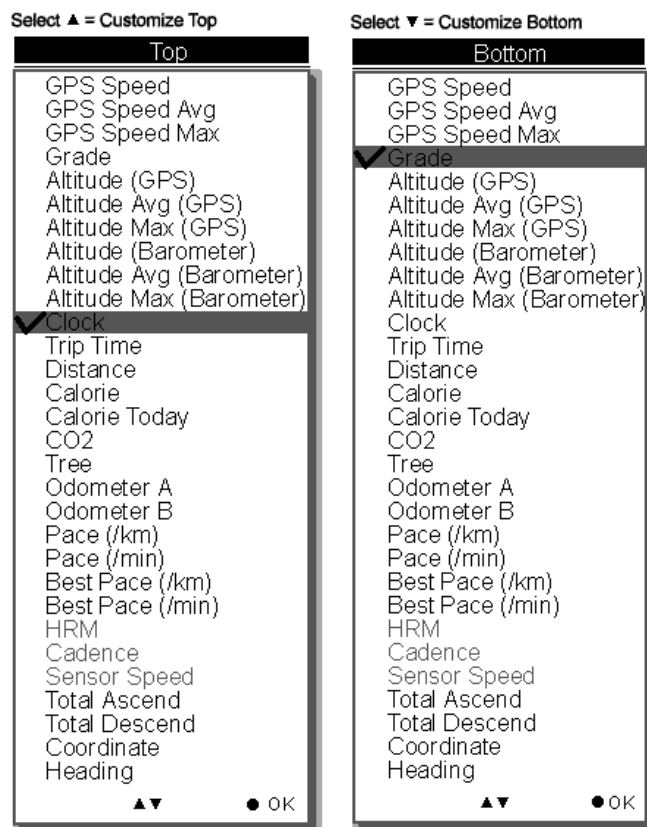 Select ▲ = Customize Top
Top
GPS Speed
GPS Speed Avg
GPS Speed Max
Grade
Altitude (GPS)
Altitude Avg (GPS)
Altitude Max (GPS)
Altitude (Barometer)
Altitude Avg (Barometer)
Altitude Max (Barometer)
Clock
Trip Time
Distance
Calorie
Calorie Today
CO2
Tree
Odometer A
Odometer B
Pace (/km)
Pace (/min)
Best Pace (/km)
Best Pace (/min)
HRM
Cadence
Sensor Speed
Total Ascend
Total Descend
Coordinate
Heading
▲▼ ● OK
Select ▼ = Customize Bottom
Bottom
GPS Speed
GPS Speed Avg
GPS Speed Max
Grade
Altitude (GPS)
Altitude Avg (GPS)
Altitude Max (GPS)
Altitude (Barometer)
Altitude Avg (Barometer)
Altitude Max (Barometer)
Clock
Trip Time
Distance
Calorie
Calorie Today
CO2
Tree
Odometer A
Odometer B
Pace (/km)
Pace (/min)
Best Pace (/km)
Best Pace (/min)
HRM
Cadence
Sensor Speed
Total Ascend
Total Descend
Coordinate
Heading
▲▼ ● OK